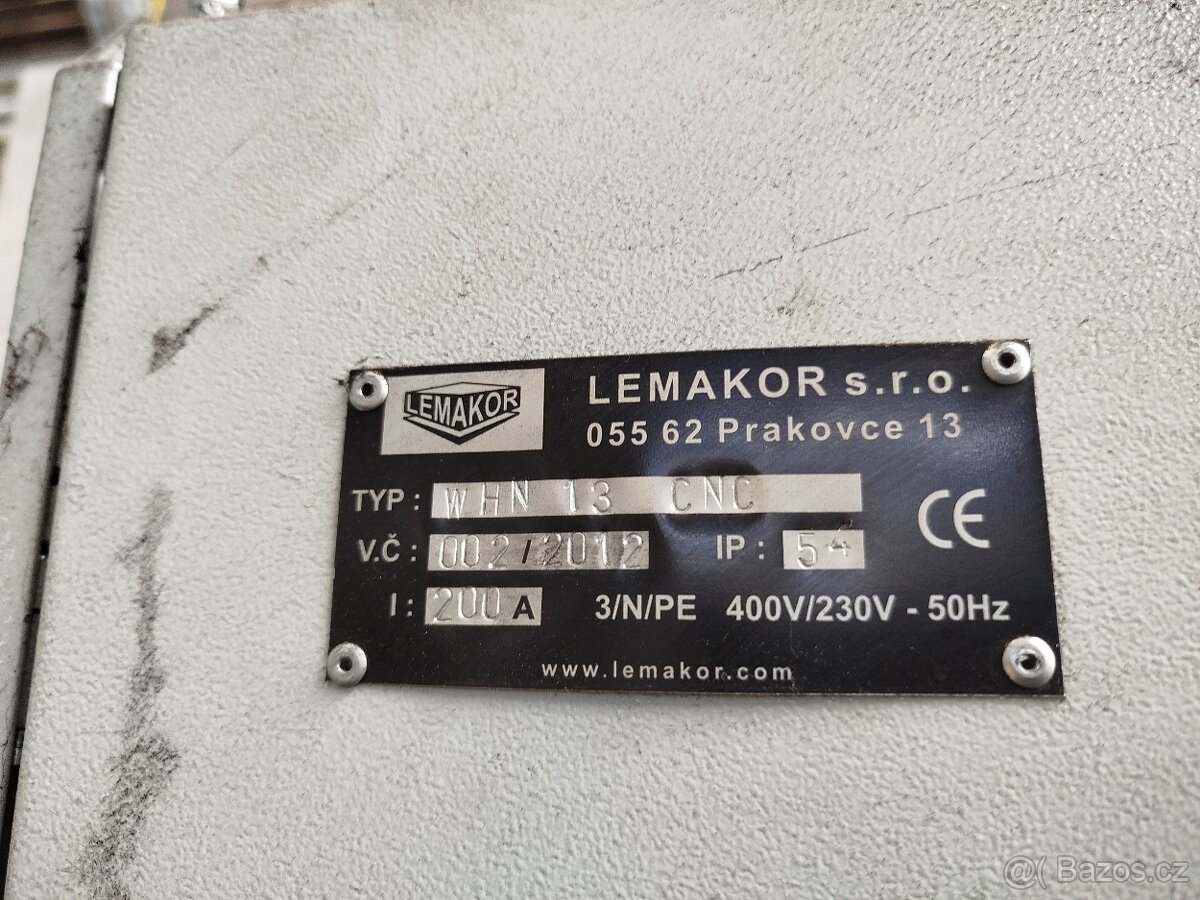 LEMAKOR
LEMAKOR s.r.o.
055 62 Prakovce 13
TYP : WHN 13 CNC
V.Č : 002/2012 IP : 54
I : 200 A 3/N/PE 400V/230V - 50Hz
www.lemakor.com
CE
Bazos.cz